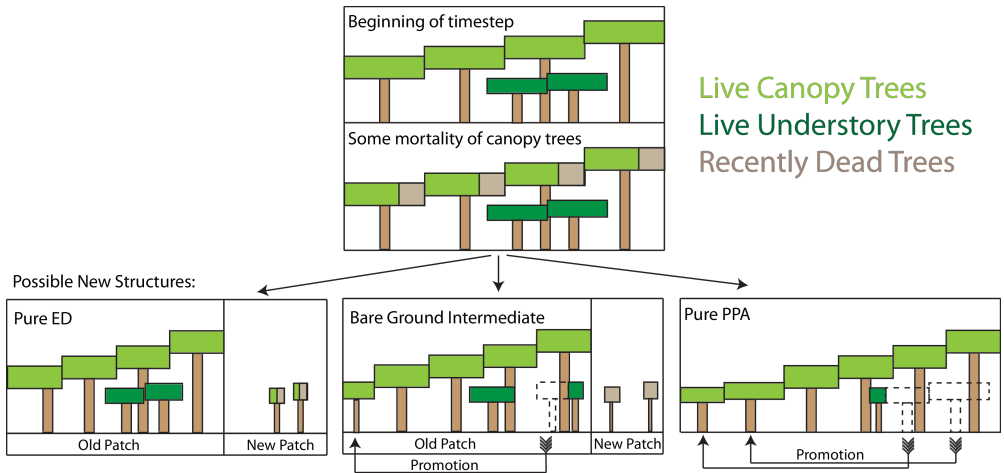 Beginning of timestep
Some mortality of canopy trees
Live Canopy Trees
Live Understory Trees
Recently Dead Trees
Possible New Structures:
Pure ED
Old Patch
New Patch
Bare Ground Intermediate
Old Patch
New Patch
Promotion
Pure PPA
Promotion